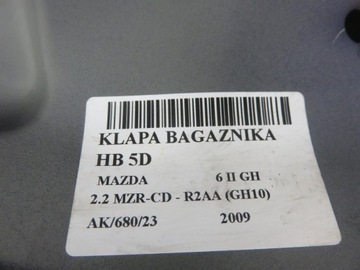 KLAPA BAGAZNIKA
HB 5D
MAZDA 6 II GH
2.2 MZR-CD - R2AA (GH10)
AK/680/23 2009